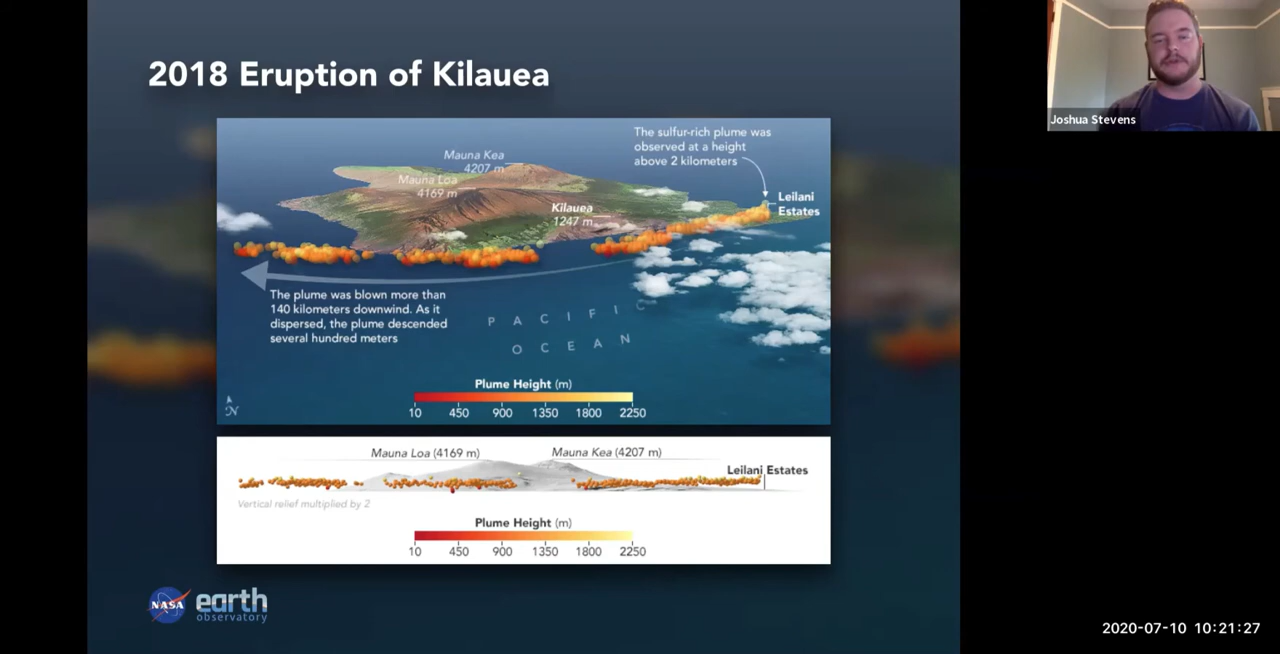 2018 Eruption of Kilauea
Joshua Stevens
The sulfur-rich plume was
observed at a height
above 2 kilometers
Mauna Kea
4207 m
Mauna Loa
4169 m
Kilauea
1247 m
Leilani
Estates
The plume was blown more than
140 kilometers downwind. As it
dispersed, the plume descended
several hundred meters
PACIFIC
OCEAN
Plume Height (m)
10 450 900 1350 1800 2250
N
Mauna Loa (4169 m) Mauna Kea (4207 m)
Leilani Estates
Vertical relief multiplied by 2
Plume Height (m)
10 450 900 1350 1800 2250
NASA earth
observatory
2020-07-10 10:21:27